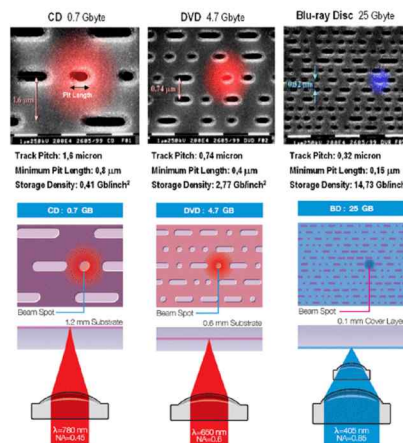 CD 0.7 Gbyte
DVD 4.7 Gbyte
Blu-ray Disc 25 Gbyte
1.6 μm
Pit Length
0,74 μm
0,32 μm
Track Pitch: 1,6 micron
Minimum Pit Length: 0,8 μm
Storage Density: 0,41 Gb/inch²
Track Pitch: 0,74 micron
Minimum Pit Length: 0,4 μm
Storage Density: 2,77 Gb/inch²
Track Pitch: 0,32 micron
Minimum Pit Length: 0,15 μm
Storage Density: 14,73 Gb/inch²
CD : 0.7 GB
DVD : 4.7 GB
BD : 25 GB
Beam Spot
1.2 mm Substrate
Beam Spot
0.6 mm Substrate
Beam Spot
0.1 mm Cover Layer
λ=780 nm
NA=0.45
λ=650 nm
NA=0.6
λ=405 nm
NA=0.85